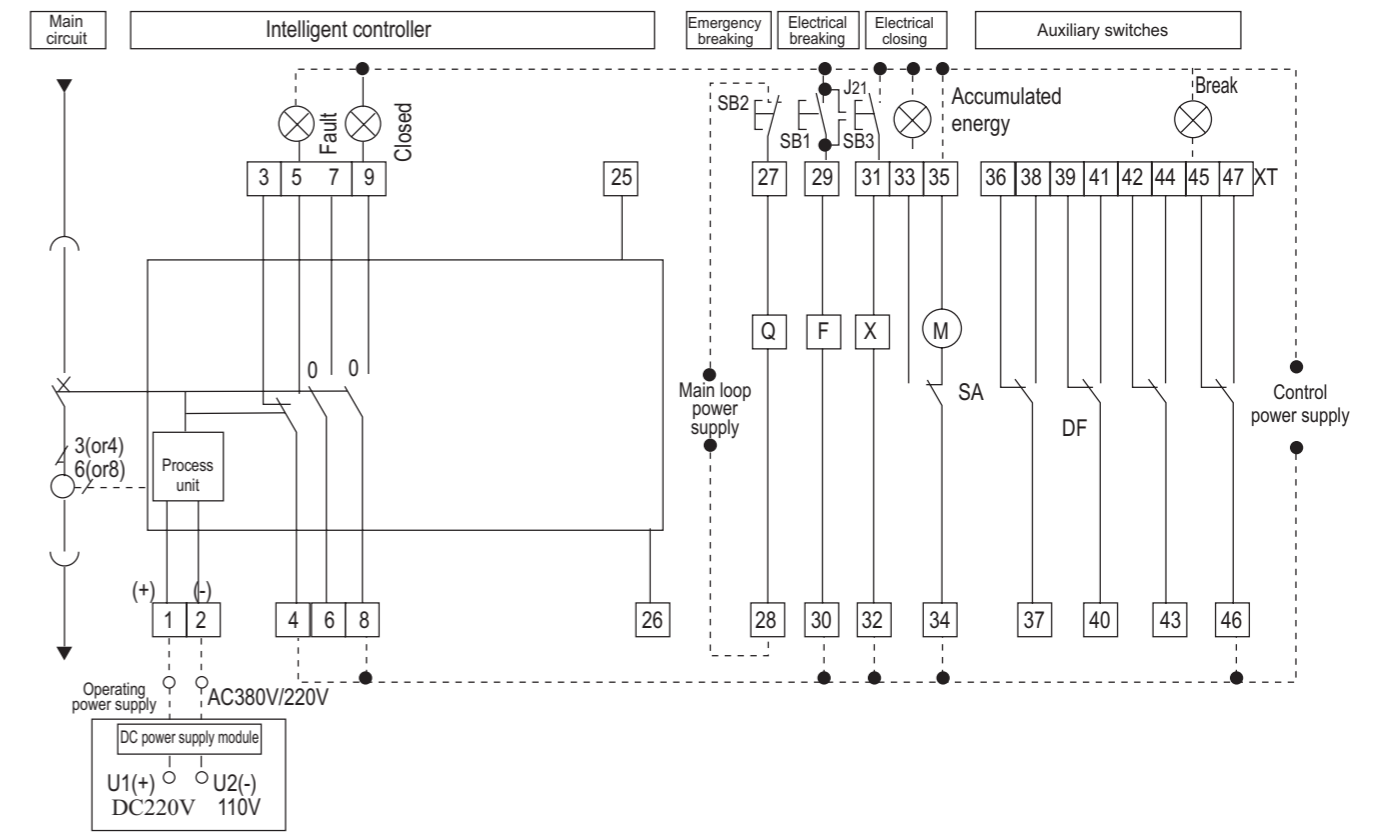 Main
circuit
Intelligent controller
Emergency
breaking
Electrical
breaking
Electrical
closing
Auxiliary switches
Fault
Closed
SB2
SB1
J21
SB3
Accumulated
energy
Break
3 5 7 9
25
27
29
31 33 35
36 38 39 41 42 44 45 47 XT
0 0
Q
F
X
M
SA
DF
Main loop
power
supply
Control
power supply
3(or4)
6(or8)
Process
unit
(+) (-)
1 2
4 6 8
26
28
30
32
34
37
40
43
46
Operating
power supply
AC380V/220V
DC power supply module
U1(+) U2(-)
DC220V 110V